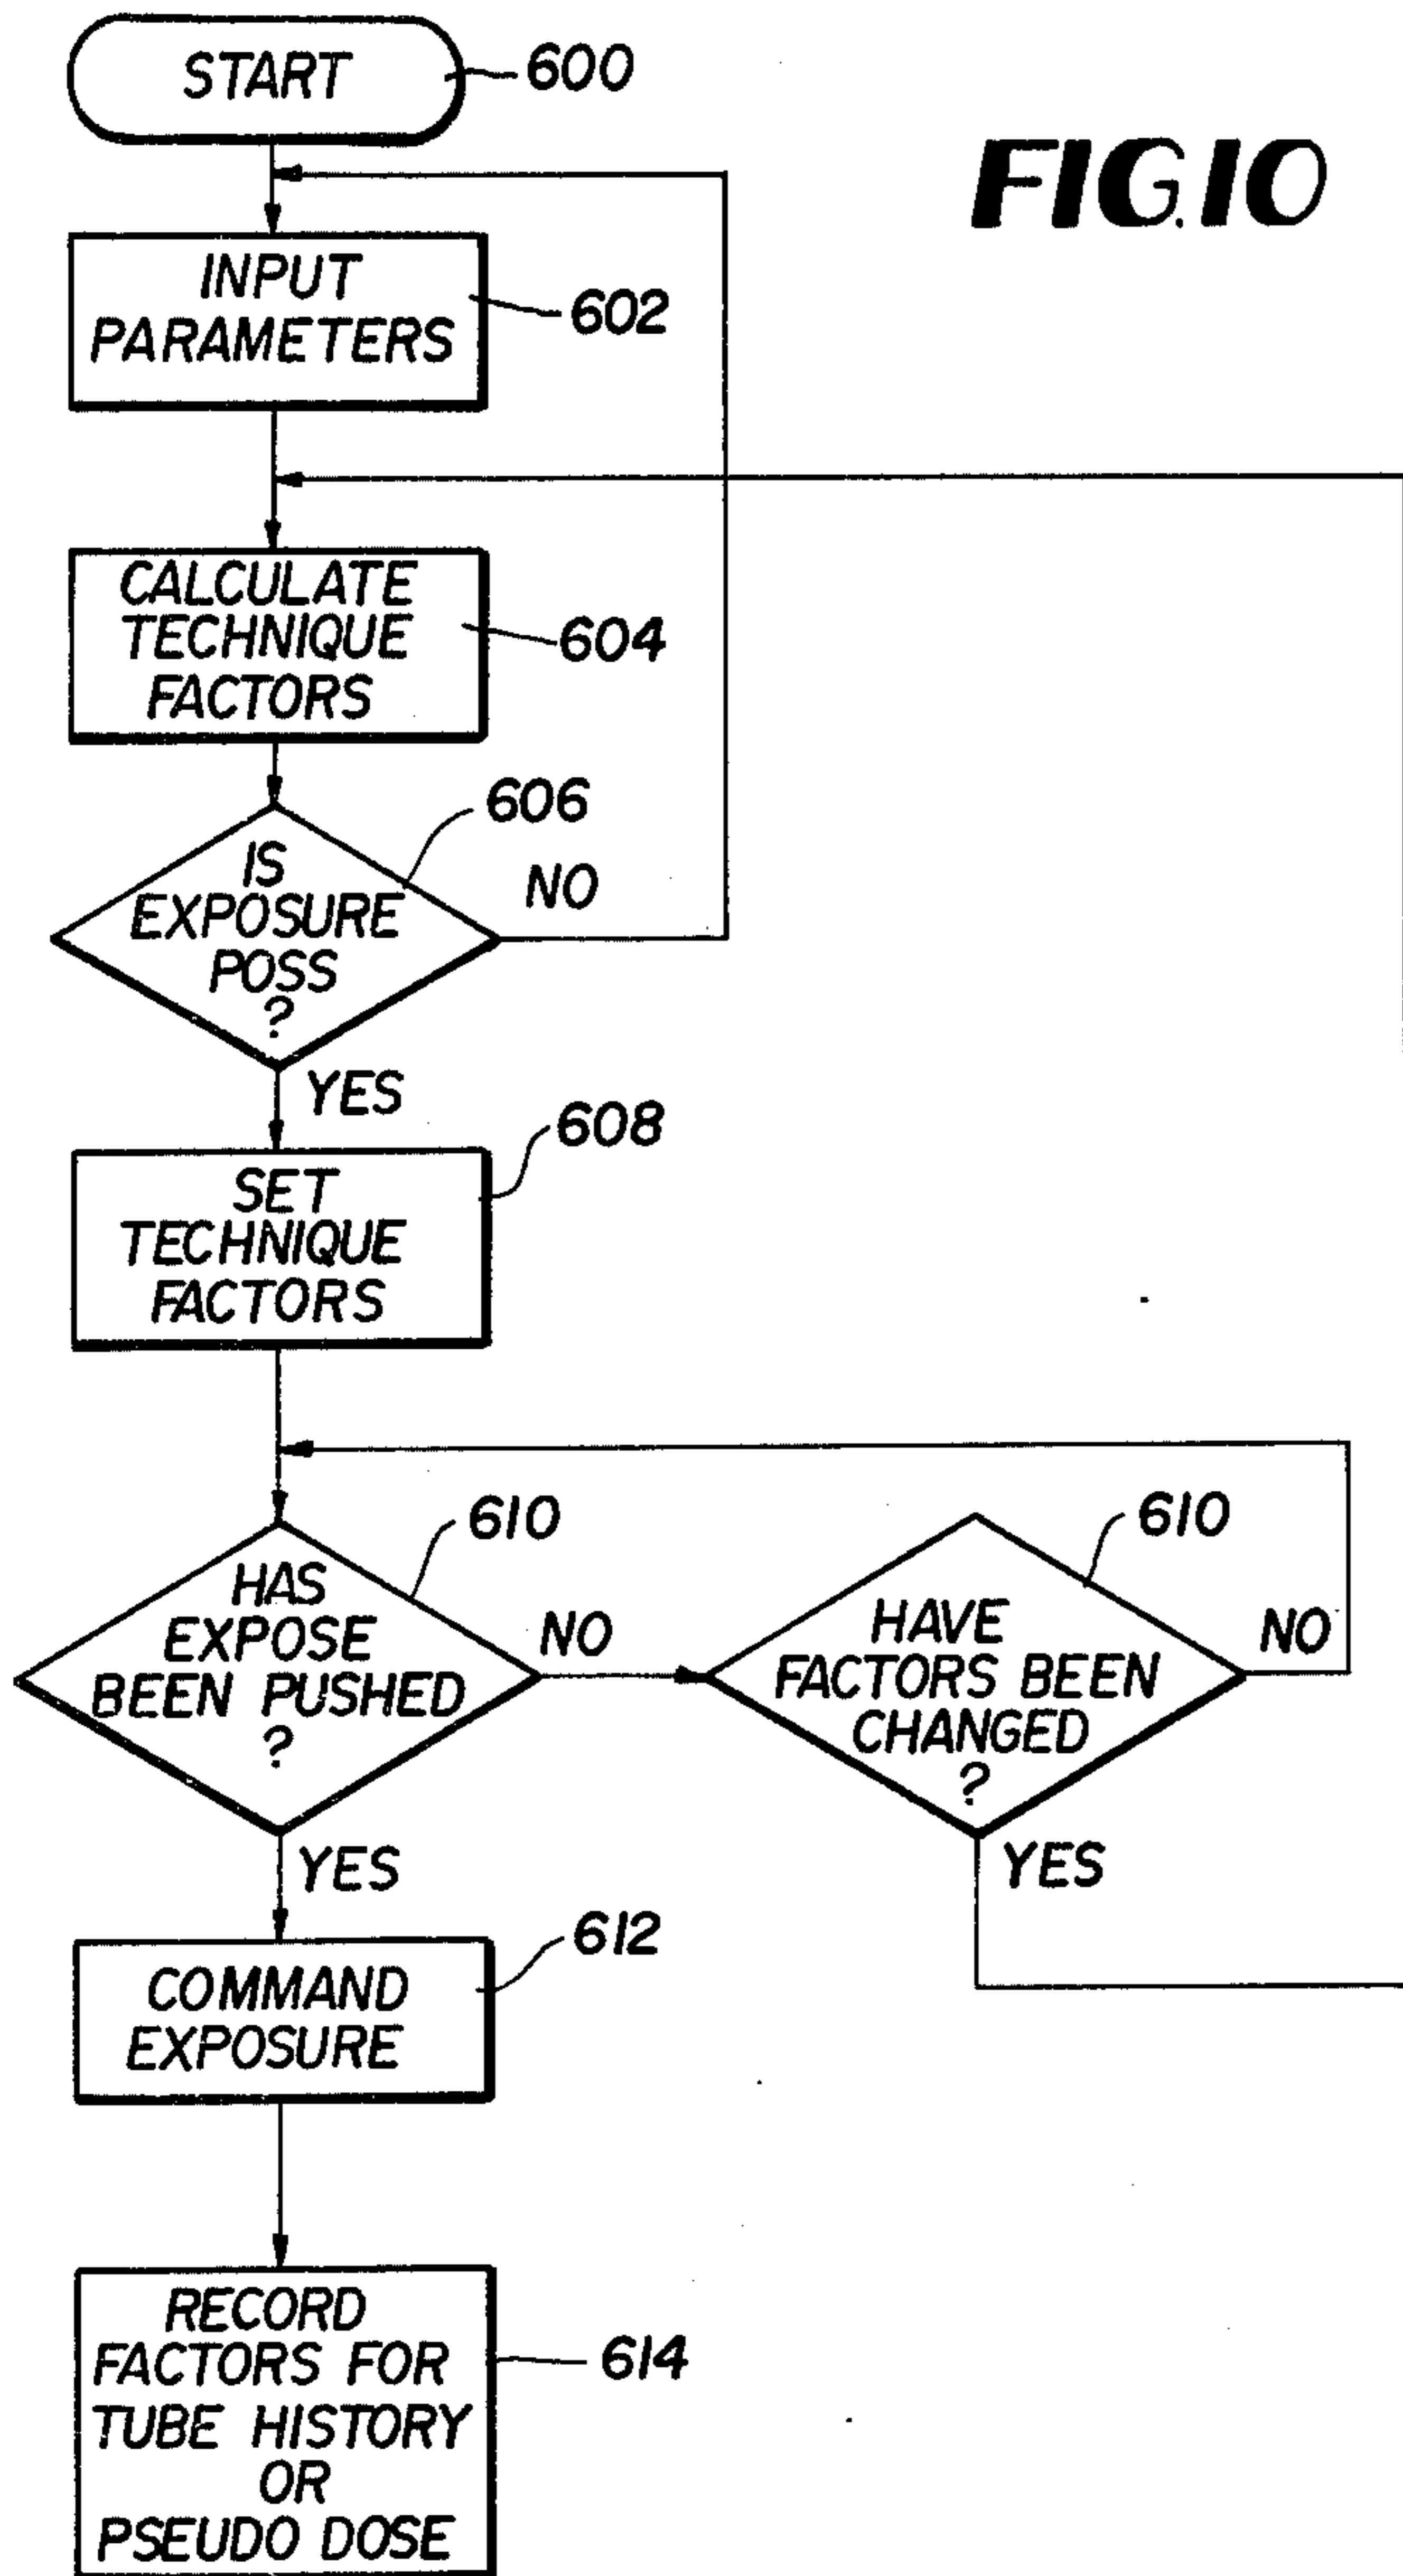 START
600
FIG.10
INPUT
PARAMETERS
602
CALCULATE
TECHNIQUE
FACTORS
604
606
IS
EXPOSURE
POSS
?
NO
YES
608
SET
TECHNIQUE
FACTORS
610
HAS
EXPOSE
BEEN PUSHED
?
NO
610
HAVE
FACTORS BEEN
CHANGED
?
NO
YES
YES
612
COMMAND
EXPOSURE
RECORD
FACTORS FOR
TUBE HISTORY
OR
PSEUDO DOSE
614